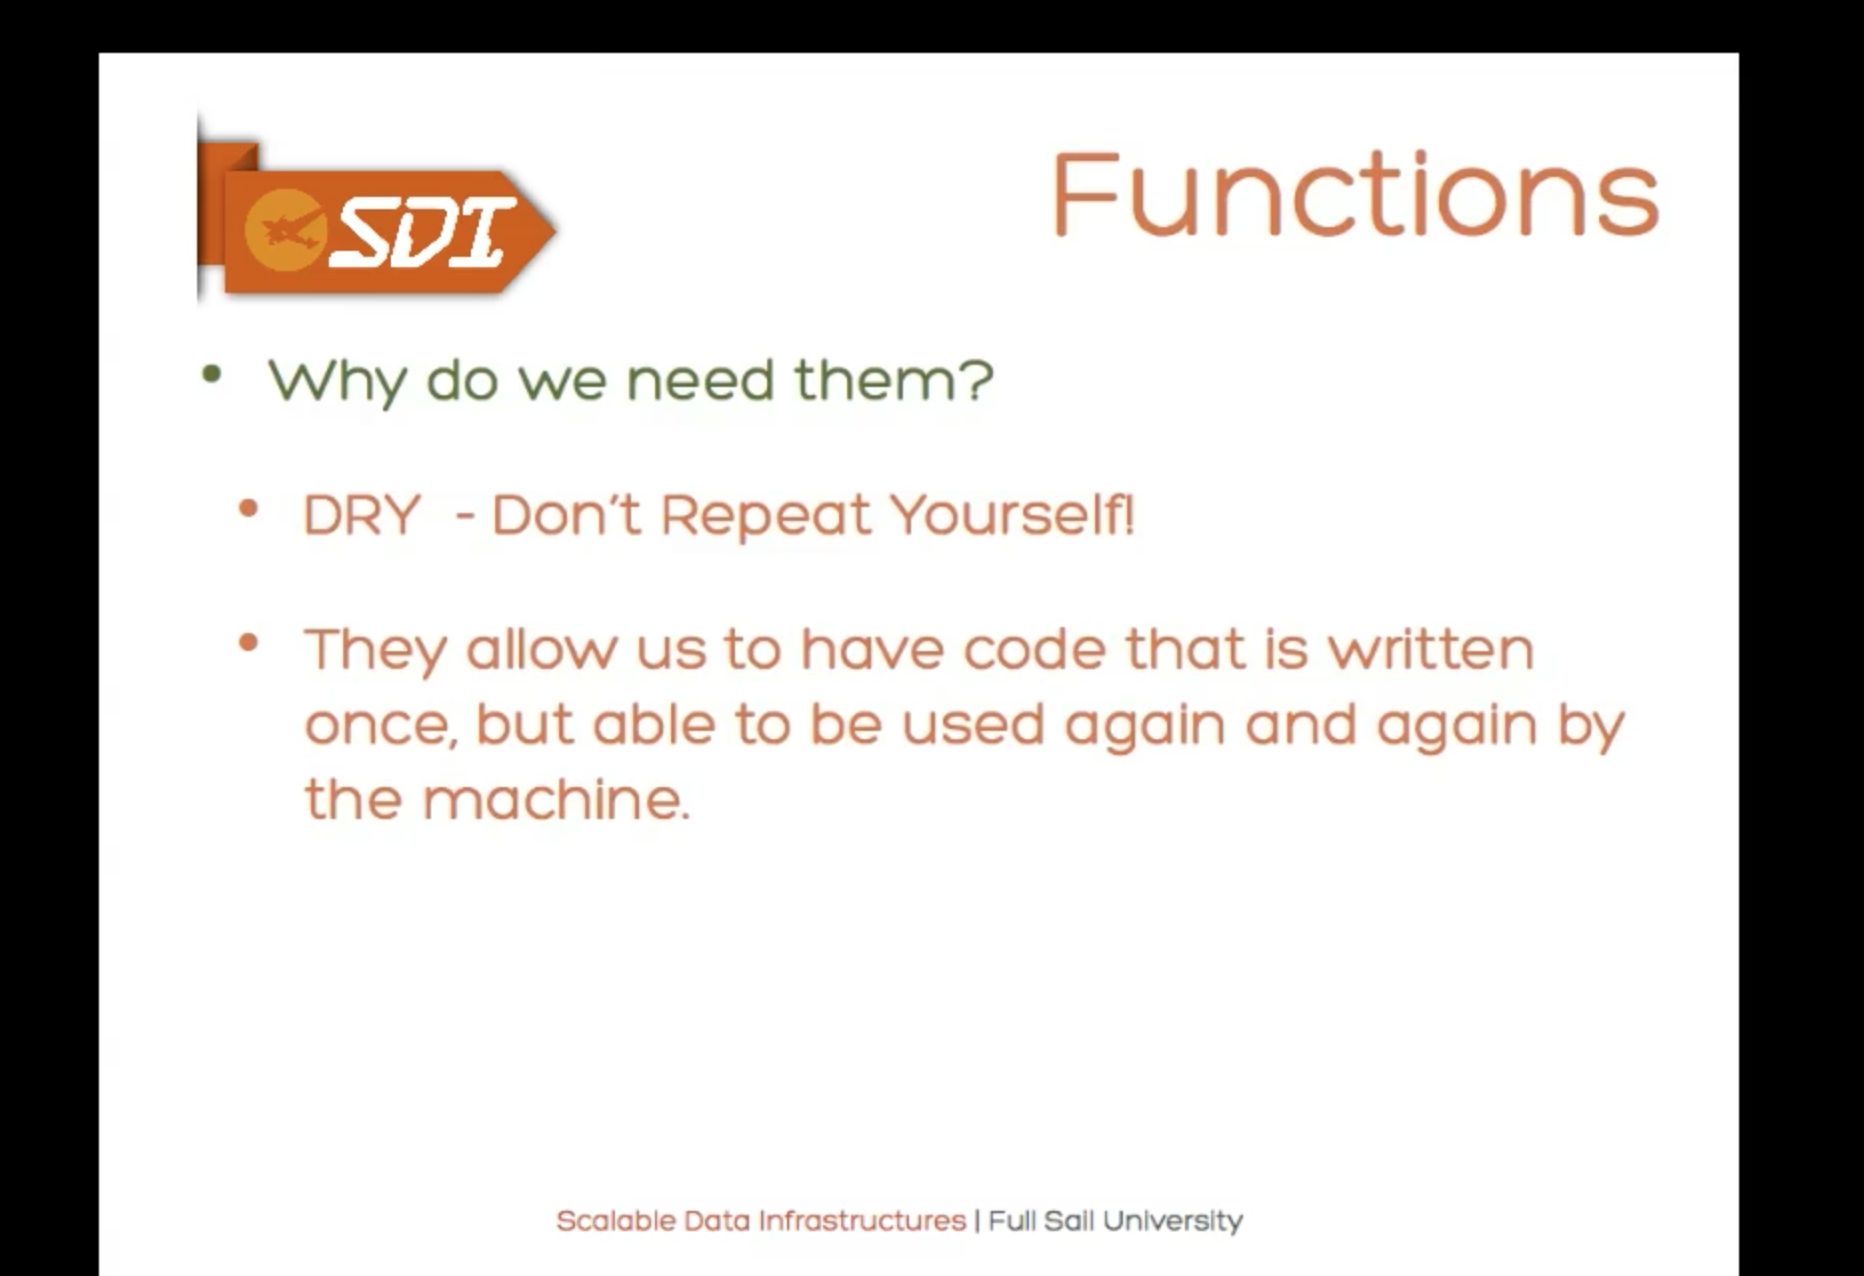 SDI
Functions
• Why do we need them?
• DRY  - Don't Repeat Yourself!
• They allow us to have code that is written
once, but able to be used again and again by
the machine.
Scalable Data Infrastructures | Full Sail University